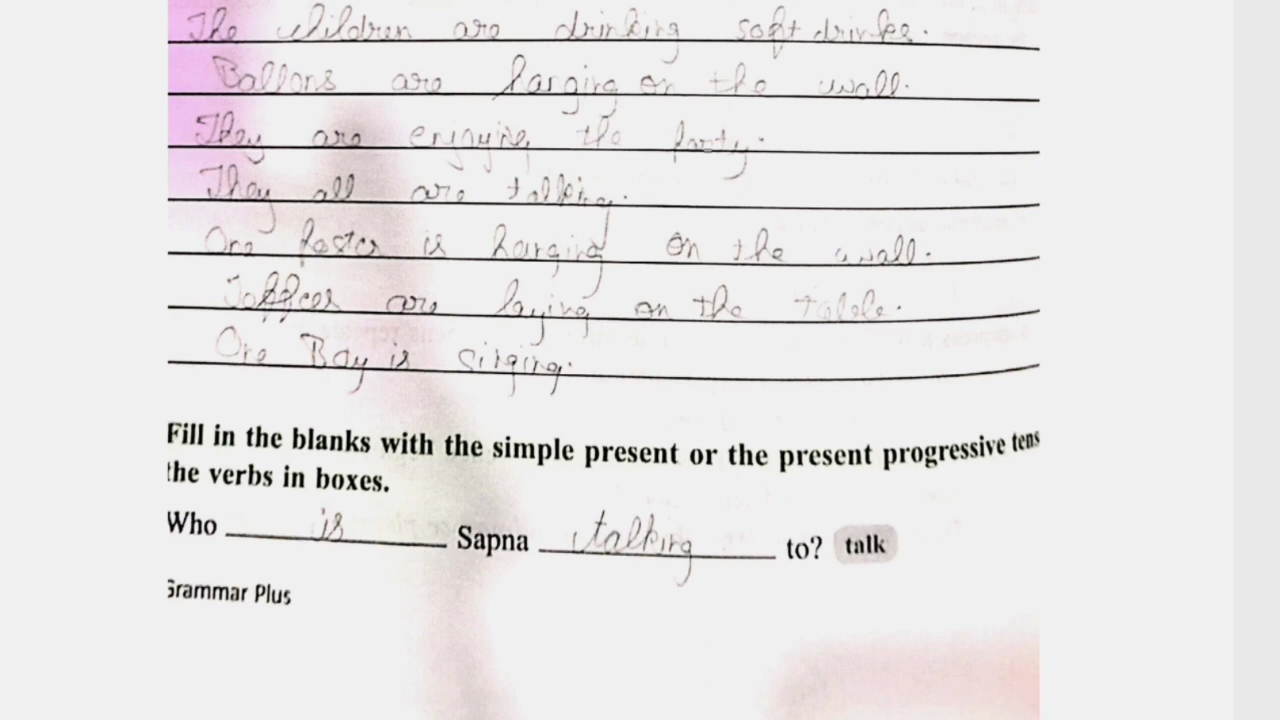 The children are drinking soft drinks.
Ballons are hanging on the wall.
They are enjoying the party.
They all are talking.
One poster is hanging on the wall.
Toffees are laying on the table.
One Boy is singing.
Fill in the blanks with the simple present or the present progressive tens
the verbs in boxes.
Who is Sapna talking to? talk
Grammar Plus